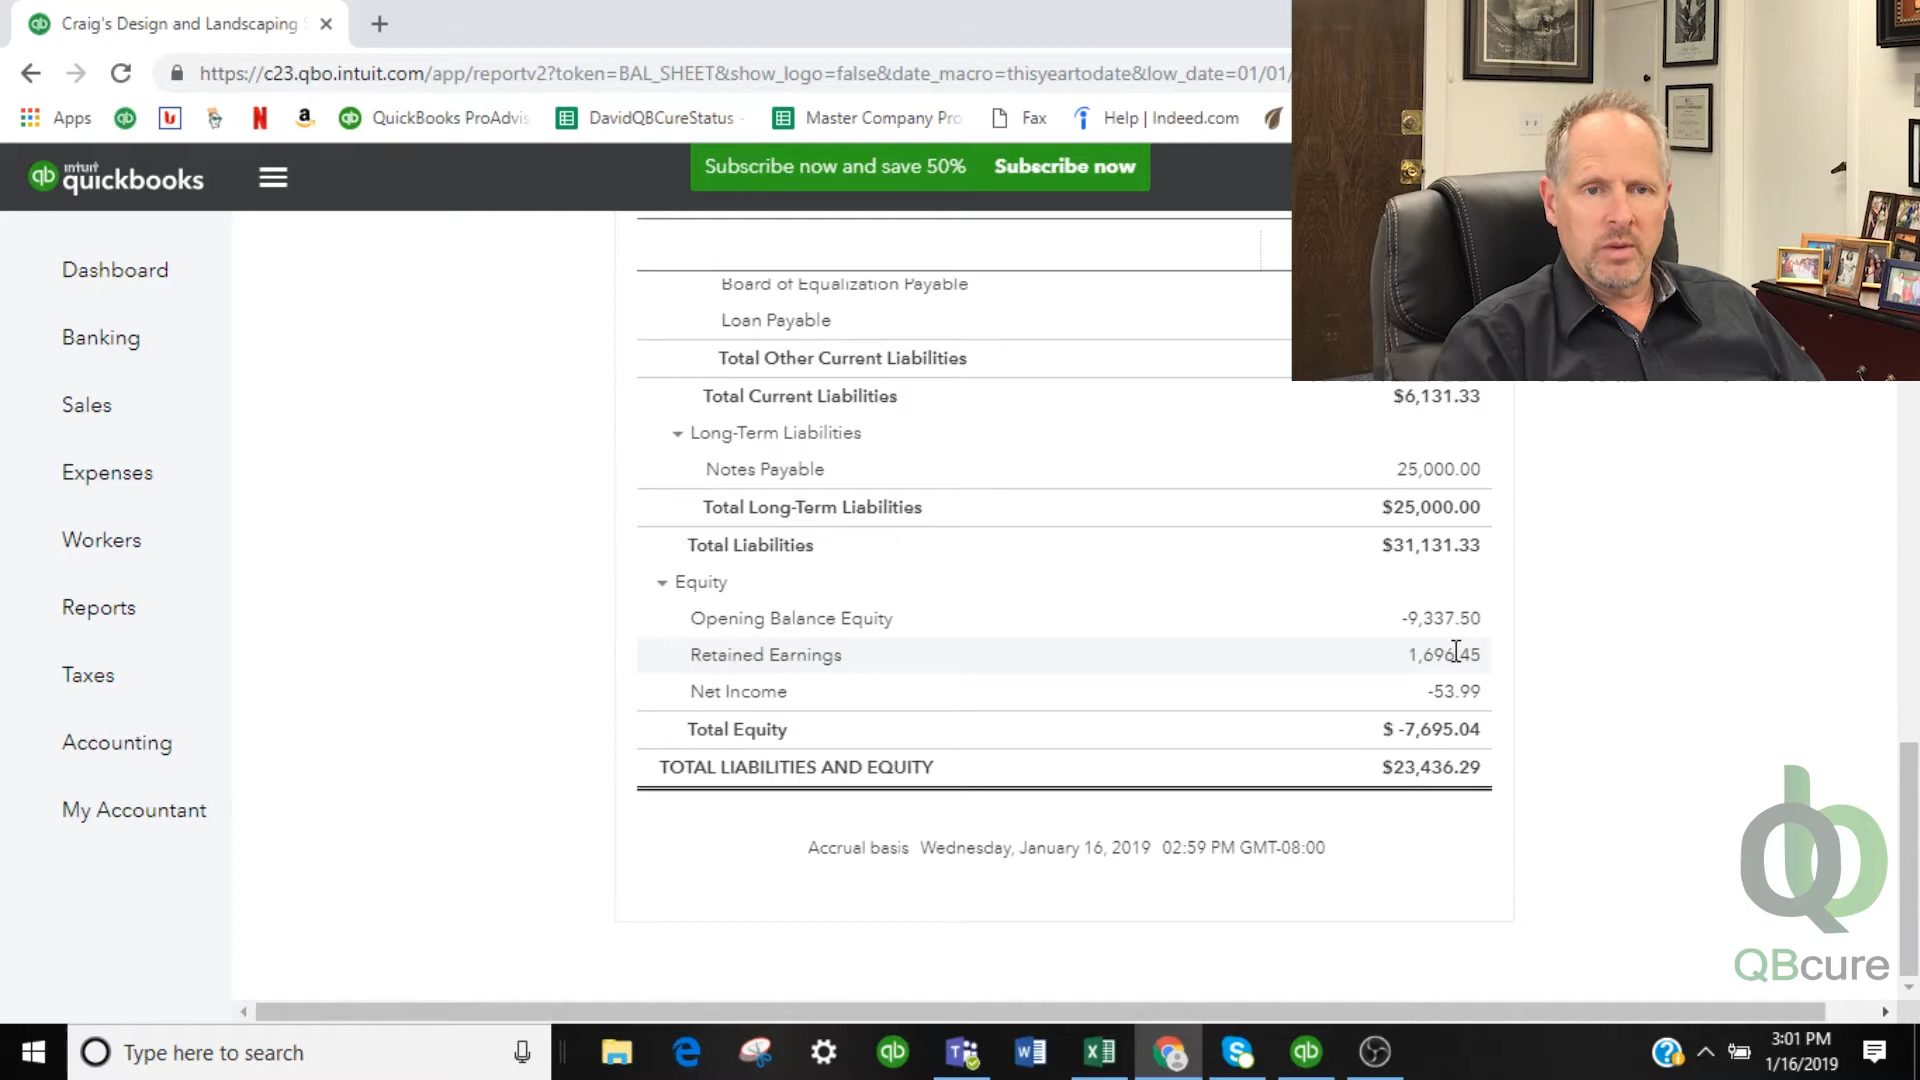 Craig's Design and Landscaping
https://c23.qbo.intuit.com/app/reportv2?token=BAL_SHEET&show_logo=false&date_macro=thisyeartodate&low_date=01/01/
Apps
QuickBooks ProAdvis
DavidQBCureStatus -
Master Company Pro
Fax
Help | Indeed.com
qb intuit quickbooks
Subscribe now and save 50% Subscribe now
Dashboard
Banking
Sales
Expenses
Workers
Reports
Taxes
Accounting
My Accountant
Board of Equalization Payable
Loan Payable
Total Other Current Liabilities
Total Current Liabilities $6,131.33
Long-Term Liabilities
Notes Payable 25,000.00
Total Long-Term Liabilities $25,000.00
Total Liabilities $31,131.33
Equity
Opening Balance Equity -9,337.50
Retained Earnings 1,696.45
Net Income -53.99
Total Equity $ -7,695.04
TOTAL LIABILITIES AND EQUITY $23,436.29
Accrual basis Wednesday, January 16, 2019 02:59 PM GMT-08:00
QBcure
Type here to search
3:01 PM
1/16/2019